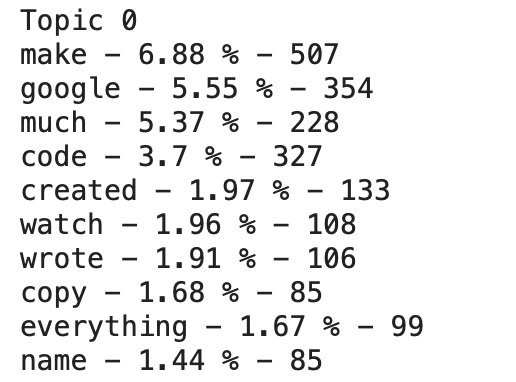 Topic 0
make – 6.88 % – 507
google – 5.55 % – 354
much – 5.37 % – 228
code – 3.7 % – 327
created – 1.97 % – 133
watch – 1.96 % – 108
wrote – 1.91 % – 106
copy – 1.68 % – 85
everything – 1.67 % – 99
name – 1.44 % – 85